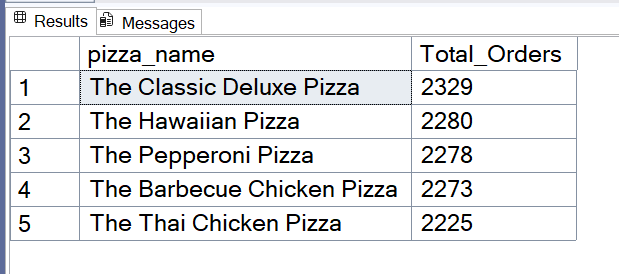 Results Messages
pizza_name Total_Orders
1 The Classic Deluxe Pizza 2329
2 The Hawaiian Pizza 2280
3 The Pepperoni Pizza 2278
4 The Barbecue Chicken Pizza 2273
5 The Thai Chicken Pizza 2225